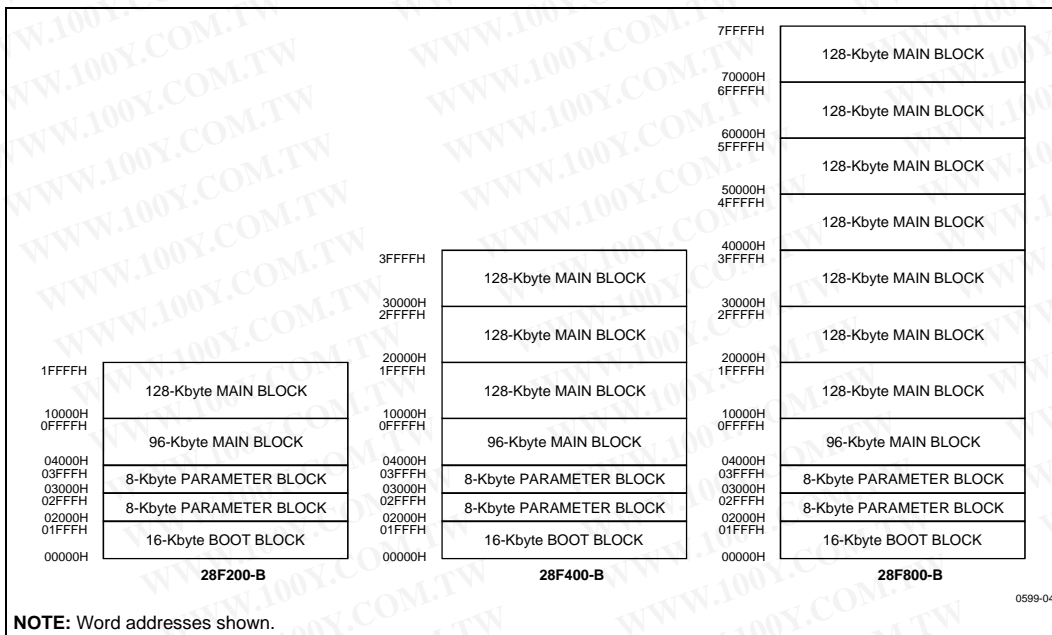 7FFFFH
128-Kbyte MAIN BLOCK
70000H
6FFFFH
128-Kbyte MAIN BLOCK
60000H
5FFFFH
128-Kbyte MAIN BLOCK
50000H
4FFFFH
128-Kbyte MAIN BLOCK
40000H
3FFFFH
128-Kbyte MAIN BLOCK
30000H
2FFFFH
128-Kbyte MAIN BLOCK
20000H
1FFFFH
128-Kbyte MAIN BLOCK
10000H
0FFFFH
96-Kbyte MAIN BLOCK
04000H
03FFFH
8-Kbyte PARAMETER BLOCK
03000H
02FFFH
8-Kbyte PARAMETER BLOCK
02000H
01FFFH
16-Kbyte BOOT BLOCK
00000H
28F800-B
3FFFFH
128-Kbyte MAIN BLOCK
30000H
2FFFFH
128-Kbyte MAIN BLOCK
20000H
1FFFFH
128-Kbyte MAIN BLOCK
10000H
0FFFFH
96-Kbyte MAIN BLOCK
04000H
03FFFH
8-Kbyte PARAMETER BLOCK
03000H
02FFFH
8-Kbyte PARAMETER BLOCK
02000H
01FFFH
16-Kbyte BOOT BLOCK
00000H
28F400-B
1FFFFH
128-Kbyte MAIN BLOCK
10000H
0FFFFH
96-Kbyte MAIN BLOCK
04000H
03FFFH
8-Kbyte PARAMETER BLOCK
03000H
02FFFH
8-Kbyte PARAMETER BLOCK
02000H
01FFFH
16-Kbyte BOOT BLOCK
00000H
28F200-B
0599-04
NOTE: Word addresses shown.
WWW.100Y.COM.TW